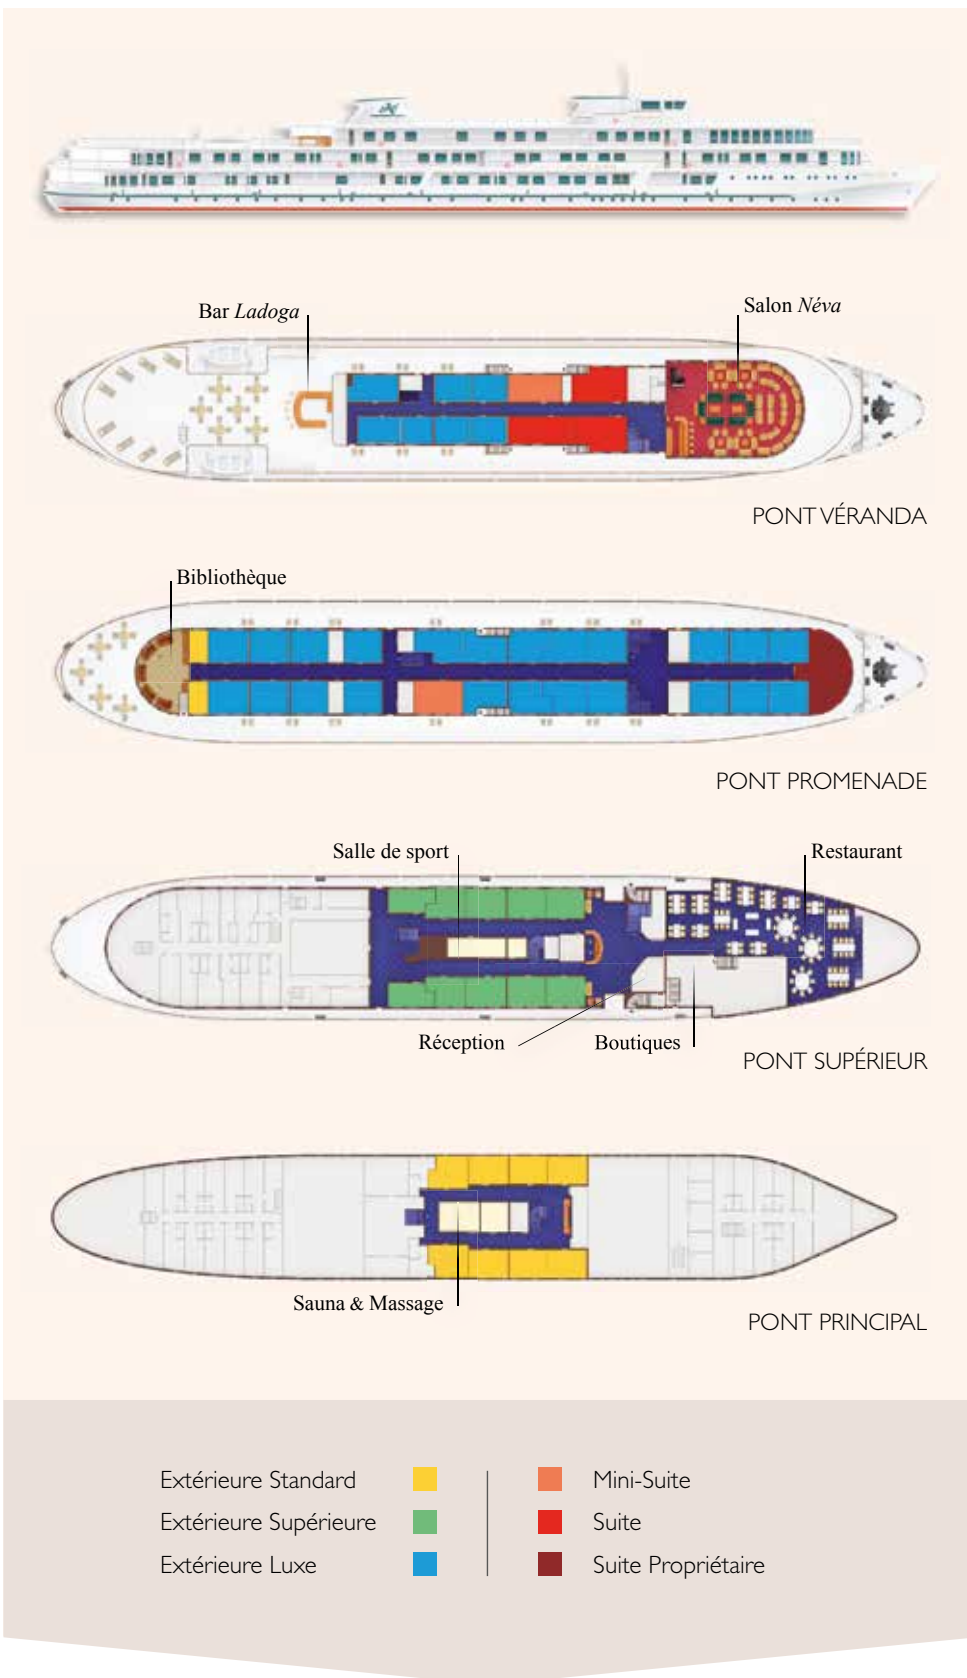 Bar Ladoga
Salon Néva
PONT VÉRANDA
Bibliothèque
PONT PROMENADE
Salle de sport
Restaurant
Réception
Boutiques
PONT SUPÉRIEUR
Sauna & Massage
PONT PRINCIPAL
Extérieure Standard
Extérieure Supérieure
Extérieure Luxe
Mini-Suite
Suite
Suite Propriétaire